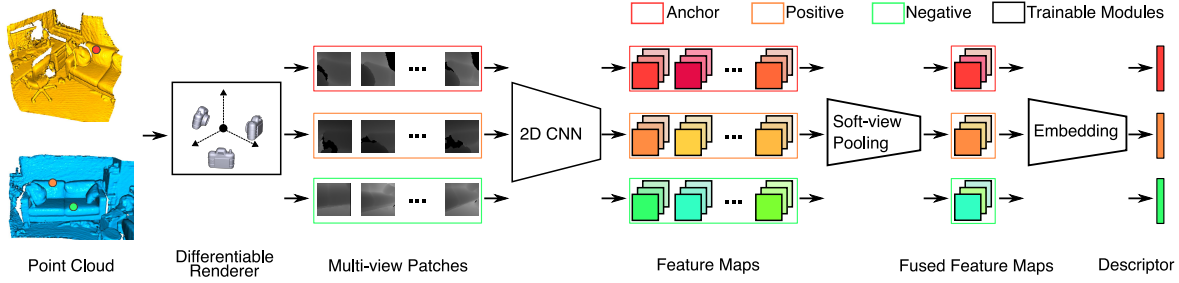 Anchor
Positive
Negative
Trainable Modules
2D CNN
Soft-view
Pooling
Embedding
Point Cloud
Differentiable
Renderer
Multi-view Patches
Feature Maps
Fused Feature Maps
Descriptor